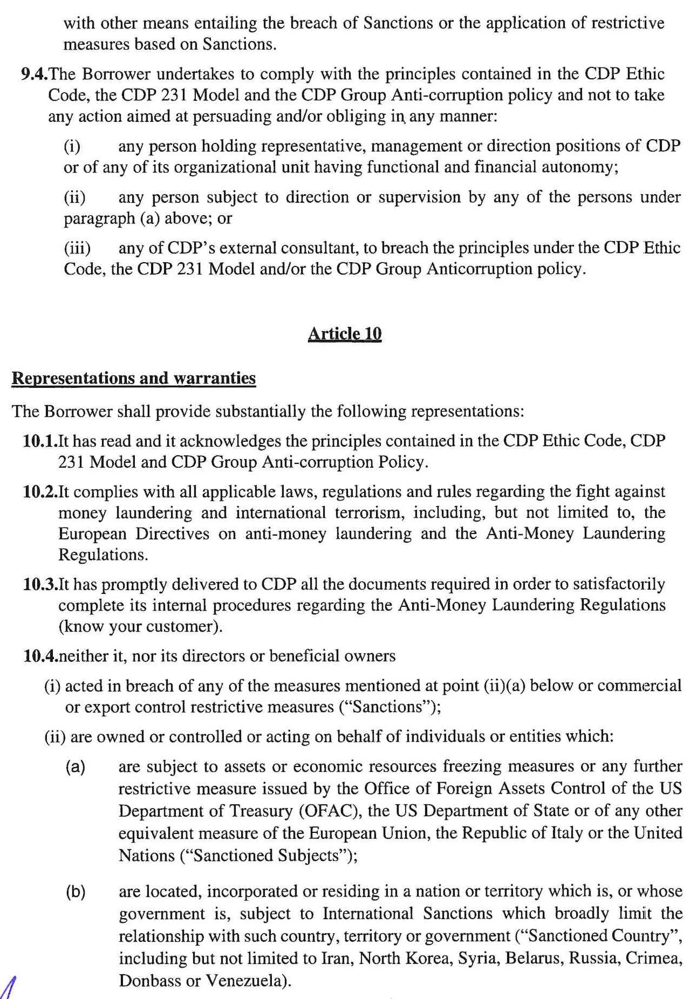 with other means entailing the breach of Sanctions or the application of restrictive
measures based on Sanctions.
9.4.The Borrower undertakes to comply with the principles contained in the CDP Ethic
Code, the CDP 231 Model and the CDP Group Anti-corruption policy and not to take
any action aimed at persuading and/or obliging in any manner:
(i) any person holding representative, management or direction positions of CDP
or of any of its organizational unit having functional and financial autonomy;
(ii) any person subject to direction or supervision by any of the persons under
paragraph (a) above; or
(iii) any of CDP's external consultant, to breach the principles under the CDP Ethic
Code, the CDP 231 Model and/or the CDP Group Anticorruption policy.
Article 10
Representations and warranties
The Borrower shall provide substantially the following representations:
10.1.It has read and it acknowledges the principles contained in the CDP Ethic Code, CDP
231 Model and CDP Group Anti-corruption Policy.
10.2.It complies with all applicable laws, regulations and rules regarding the fight against
money laundering and international terrorism, including, but not limited to, the
European Directives on anti-money laundering and the Anti-Money Laundering
Regulations.
10.3.It has promptly delivered to CDP all the documents required in order to satisfactorily
complete its internal procedures regarding the Anti-Money Laundering Regulations
(know your customer).
10.4.neither it, nor its directors or beneficial owners
(i) acted in breach of any of the measures mentioned at point (ii)(a) below or commercial
or export control restrictive measures (“Sanctions”);
(ii) are owned or controlled or acting on behalf of individuals or entities which:
(a) are subject to assets or economic resources freezing measures or any further
restrictive measure issued by the Office of Foreign Assets Control of the US
Department of Treasury (OFAC), the US Department of State or of any other
equivalent measure of the European Union, the Republic of Italy or the United
Nations (“Sanctioned Subjects”);
(b) are located, incorporated or residing in a nation or territory which is, or whose
government is, subject to International Sanctions which broadly limit the
relationship with such country, territory or government (“Sanctioned Country”,
including but not limited to Iran, North Korea, Syria, Belarus, Russia, Crimea,
Donbass or Venezuela).